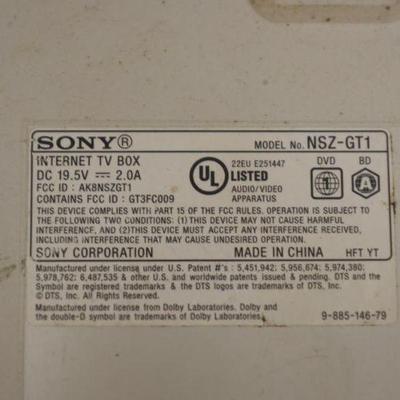 SONY® MODEL No. NSZ-GT1
INTERNET TV BOX
DC 19.5V ⎓ 2.0A
FCC ID : AK8NSZGT1
CONTAINS FCC ID : GT3FC009
UL ® 22EU E251447
LISTED
AUDIO/VIDEO
APPARATUS
DVD BD
1
THIS DEVICE COMPLIES WITH PART 15 OF THE FCC RULES. OPERATION IS SUBJECT
TO THE FOLLOWING TWO CONDITIONS: (1) THIS DEVICE MAY NOT CAUSE HARMFUL
INTERFERENCE, AND (2)THIS DEVICE MUST ACCEPT ANY INTERFERENCE RECEIVED, INCLUDING
INTERFERENCE THAT MAY CAUSE UNDESIRED OPERATION.
SONY CORPORATION MADE IN CHINA HFT YT
Manufactured under license under U.S. Patent #'s : 5,451,942; 5,956,674; 5,974,380;
5,978,762; 6,487,535 & other U.S. and worldwide patents issued & pending. DTS and the
Symbol are registered trademarks & the DTS logos are trademarks of DTS, Inc.
© DTS, Inc. All Rights Reserved.
Manufactured under license from Dolby Laboratories. Dolby and
the double-D symbol are trademarks of Dolby Laboratories. 9-885-146-79